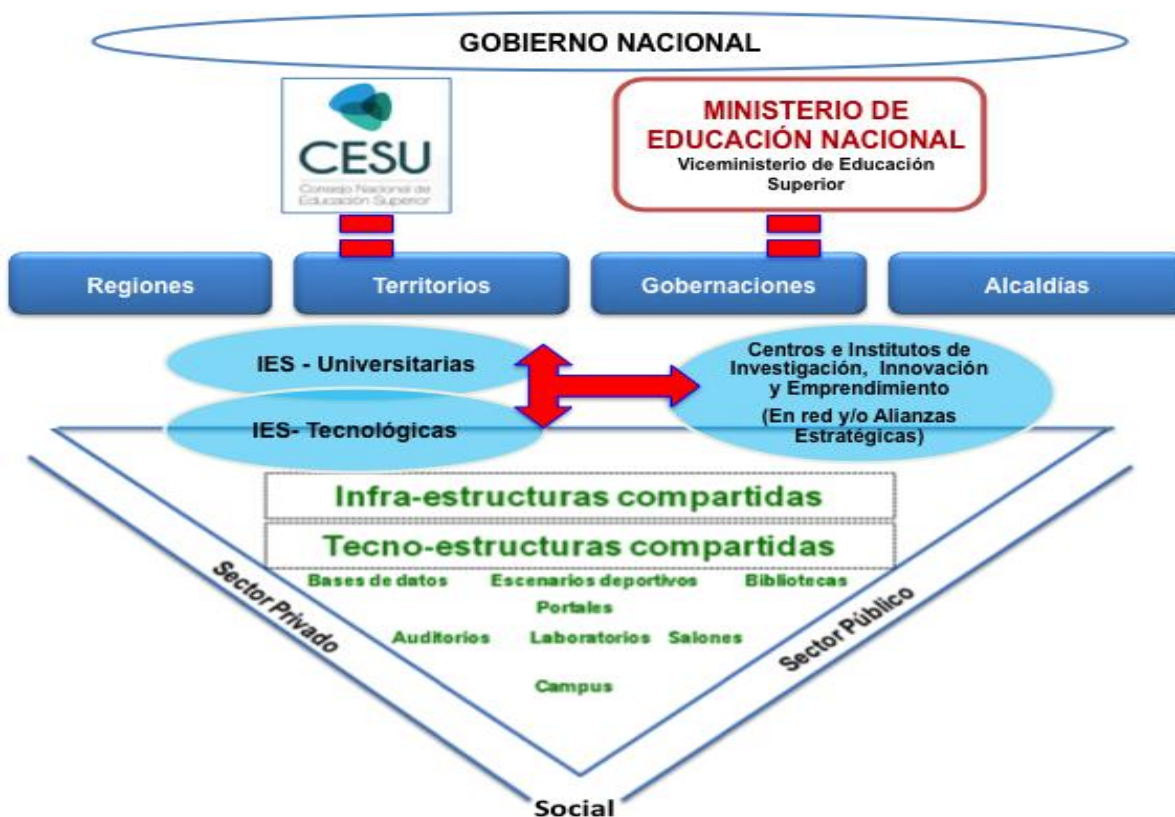 GOBIERNO NACIONAL
CESU
Consejo Nacional de
Educación Superior
MINISTERIO DE
EDUCACIÓN NACIONAL
Viceministerio de Educación
Superior
Regiones
Territorios
Gobernaciones
Alcaldías
IES - Universitarias
IES- Tecnológicas
Centros e Institutos de
Investigación, Innovación
y Emprendimiento
(En red y/o Alianzas
Estratégicas)
Infra-estructuras compartidas
Tecno-estructuras compartidas
Bases de datos Escenarios deportivos Bibliotecas
Portales
Auditorios Laboratorios Salones
Campus
Sector Privado
Sector Público
Social